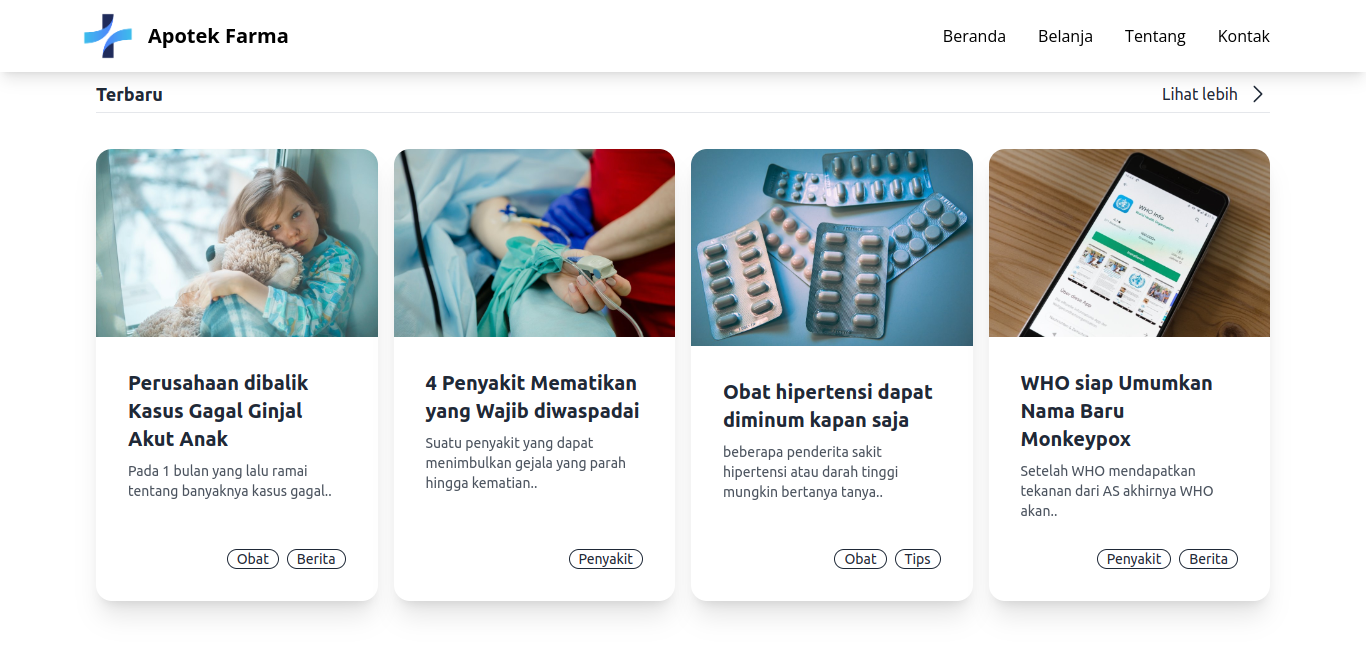 Apotek Farma
Beranda Belanja Tentang Kontak
Terbaru
Lihat lebih
WHO Info
Perusahaan dibalik
Kasus Gagal Ginjal
Akut Anak
Pada 1 bulan yang lalu ramai
tentang banyaknya kasus gagal..
Obat Berita
4 Penyakit Mematikan
yang Wajib diwaspadai
Suatu penyakit yang dapat
menimbulkan gejala yang parah
hingga kematian..
Penyakit
Obat hipertensi dapat
diminum kapan saja
beberapa penderita sakit
hipertensi atau darah tinggi
mungkin bertanya tanya..
Obat Tips
WHO siap Umumkan
Nama Baru
Monkeypox
Setelah WHO mendapatkan
tekanan dari AS akhirnya WHO
akan..
Penyakit Berita